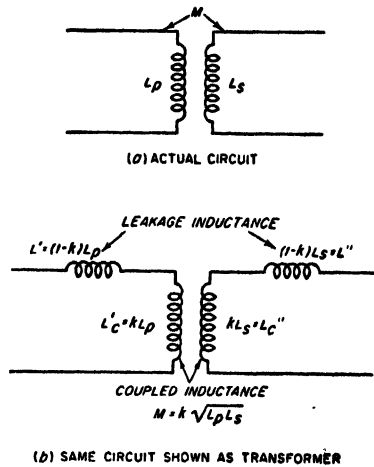 M
Lp Ls
(a) ACTUAL CIRCUIT
LEAKAGE INDUCTANCE
L'=(1-k)Lp (1-k)Ls=L"
L'c=kLp kLs=Lc"
COUPLED INDUCTANCE
M=k √LpLs
(b) SAME CIRCUIT SHOWN AS TRANSFORMER